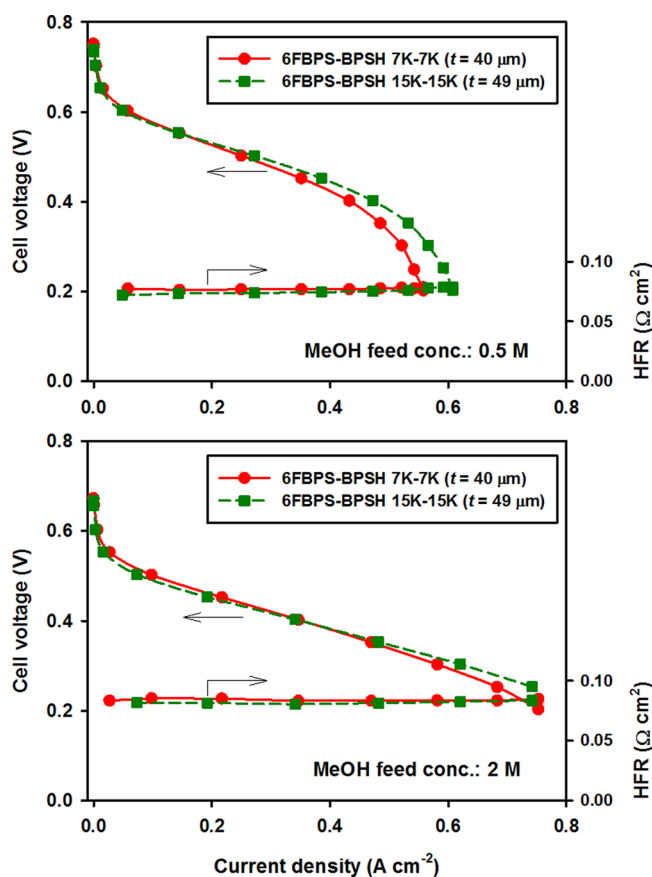 0.8
6FBPS-BPSH 7K-7K (t = 40 μm)
6FBPS-BPSH 15K-15K (t = 49 μm)
0.6
Cell voltage (V)
0.4
0.10
0.2
0.05
HFR (Ω cm²)
MeOH feed conc.: 0.5 M
0.0
0.00
0.0 0.2 0.4 0.6 0.8
0.8
6FBPS-BPSH 7K-7K (t = 40 μm)
6FBPS-BPSH 15K-15K (t = 49 μm)
0.6
Cell voltage (V)
0.4
0.10
0.2
0.05
HFR (Ω cm²)
MeOH feed conc.: 2 M
0.0
0.00
0.0 0.2 0.4 0.6 0.8
Current density (A cm⁻²)